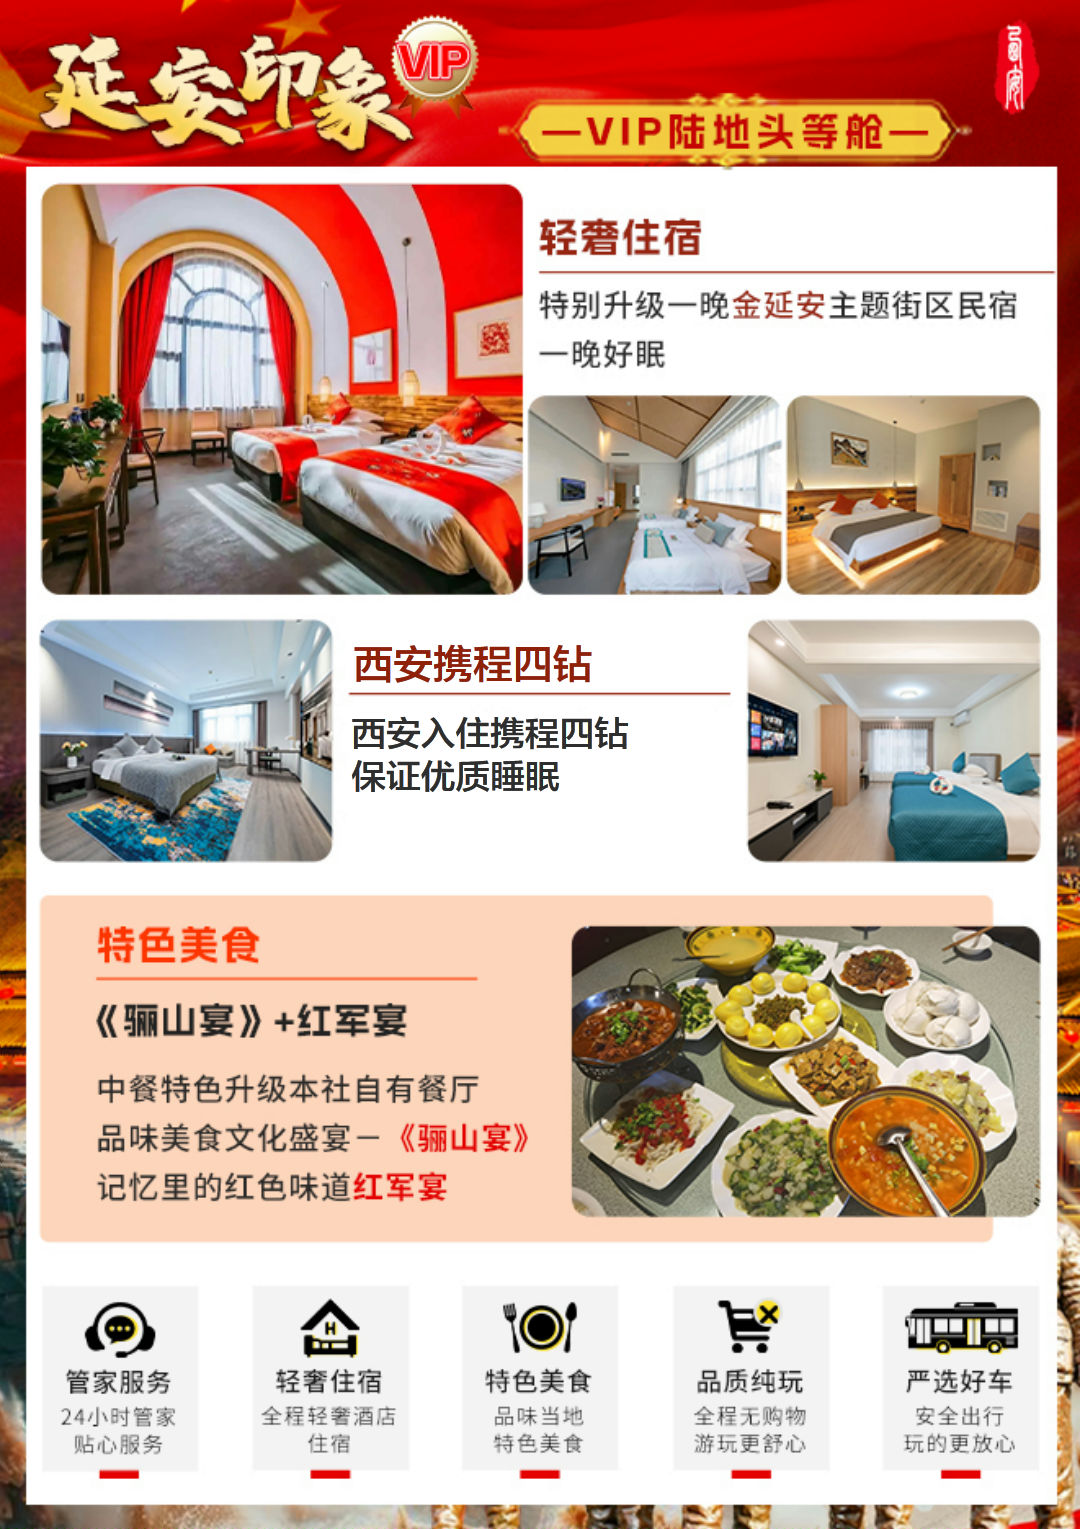 延安印象
VIP
—VIP陆地头等舱—
轻奢住宿
特别升级一晚金延安主题街区民宿
一晚好眠
西安携程四钻
西安入住携程四钻
保证优质睡眠
特色美食
《骊山宴》+红军宴
中餐特色升级本社自有餐厅
品味美食文化盛宴－《骊山宴》
记忆里的红色味道红军宴
H
管家服务
24小时管家
贴心服务
轻奢住宿
全程轻奢酒店
住宿
特色美食
品味当地
特色美食
品质纯玩
全程无购物
游玩更舒心
严选好车
安全出行
玩的更放心